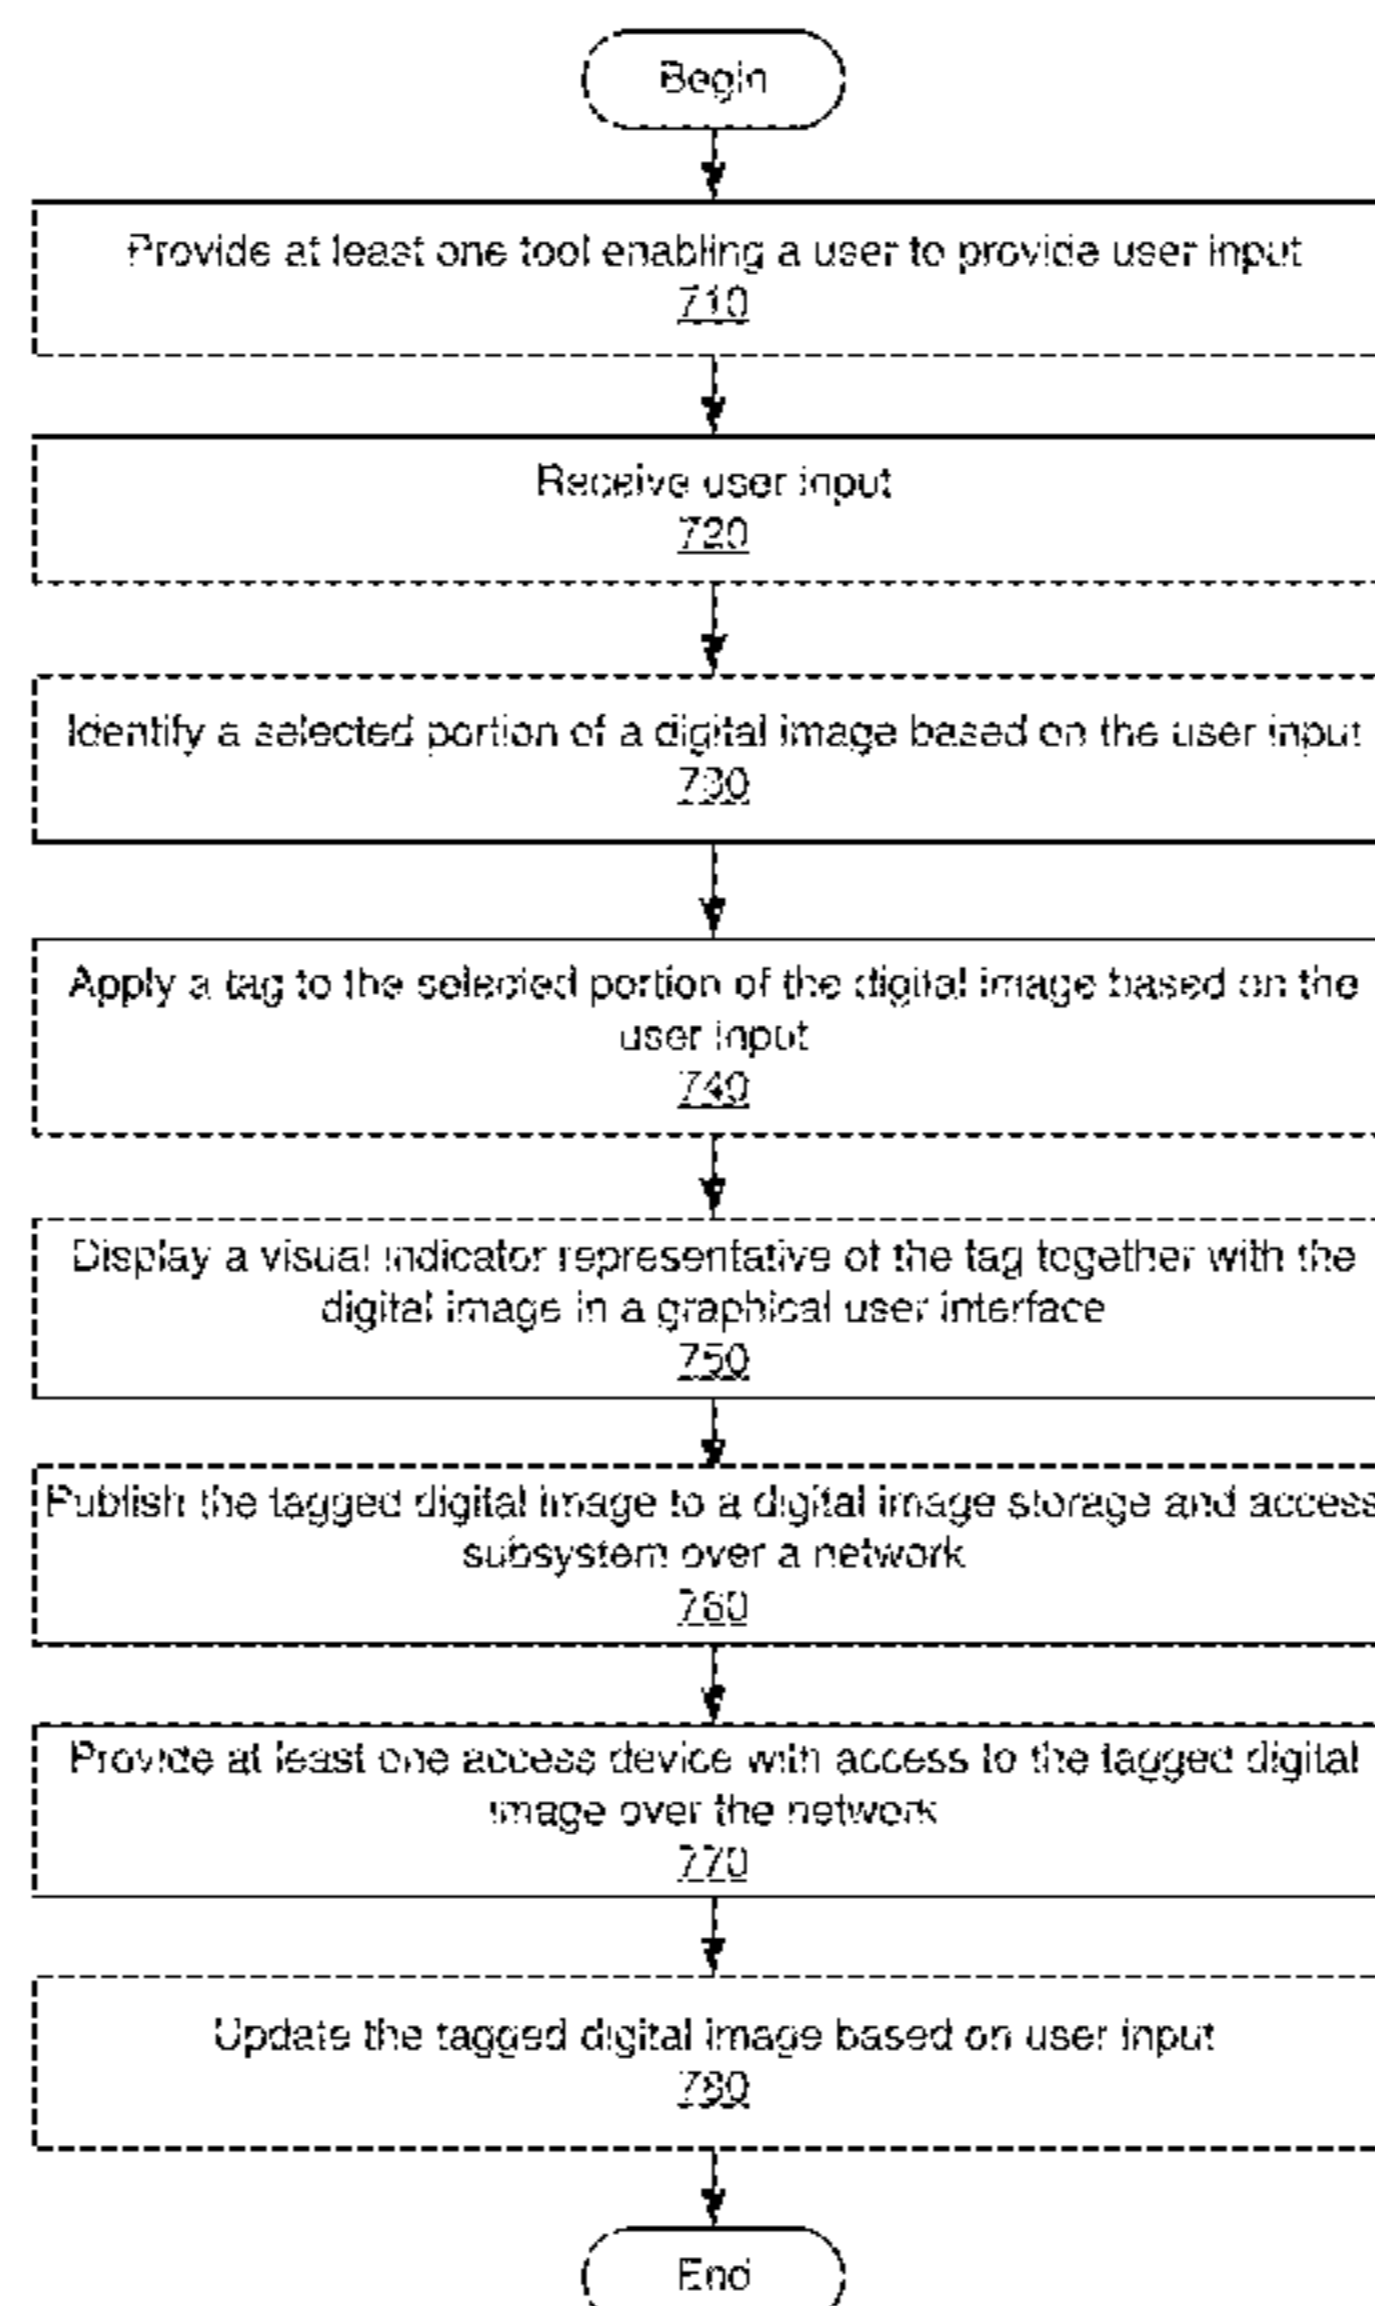 Begin
Provide at least one tool enabling a user to provide user input
710
Receive user input
720
Identify a selected portion of a digital image based on the user input
730
Apply a tag to the selected portion of the digital image based on the
user input
740
Display a visual indicator representative of the tag together with the
digital image in a graphical user interface
750
Publish the tagged digital image to a digital image storage and access
subsystem over a network
760
Provide at least one access device with access to the tagged digital
image over the network
770
Update the tagged digital image based on user input
780
End